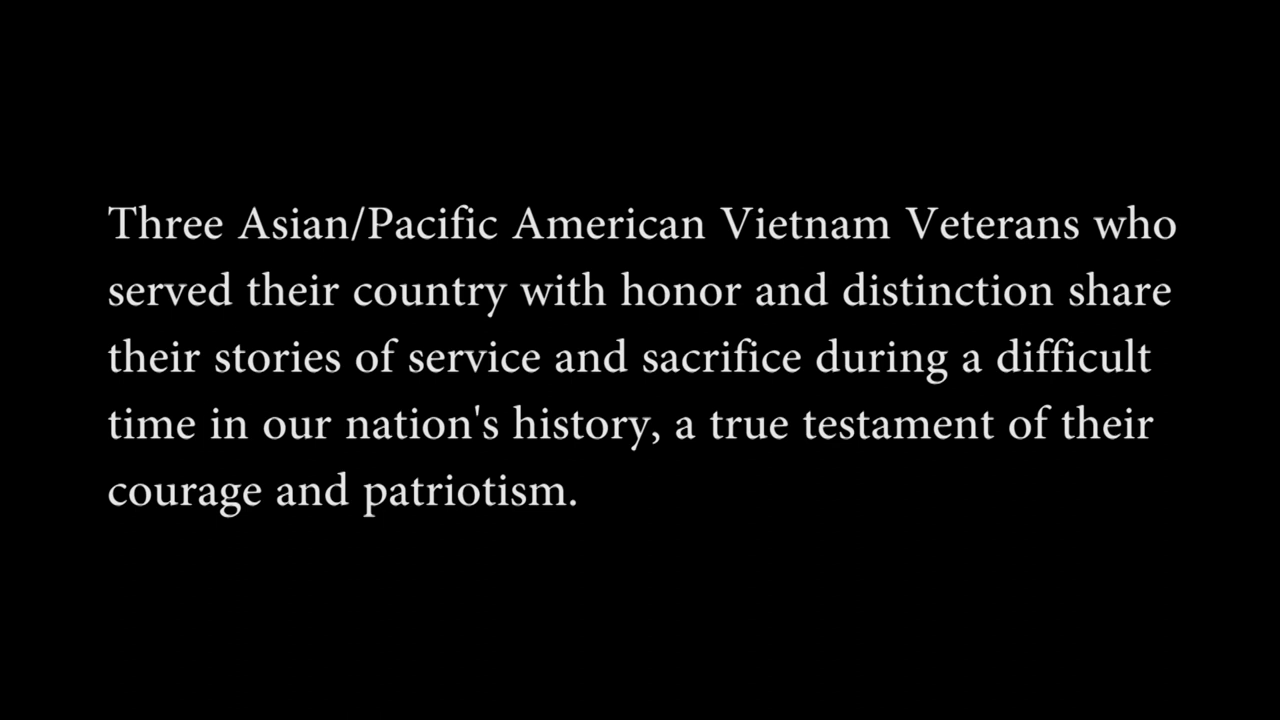 Three Asian/Pacific American Vietnam Veterans who
served their country with honor and distinction share
their stories of service and sacrifice during a difficult
time in our nation's history, a true testament of their
courage and patriotism.